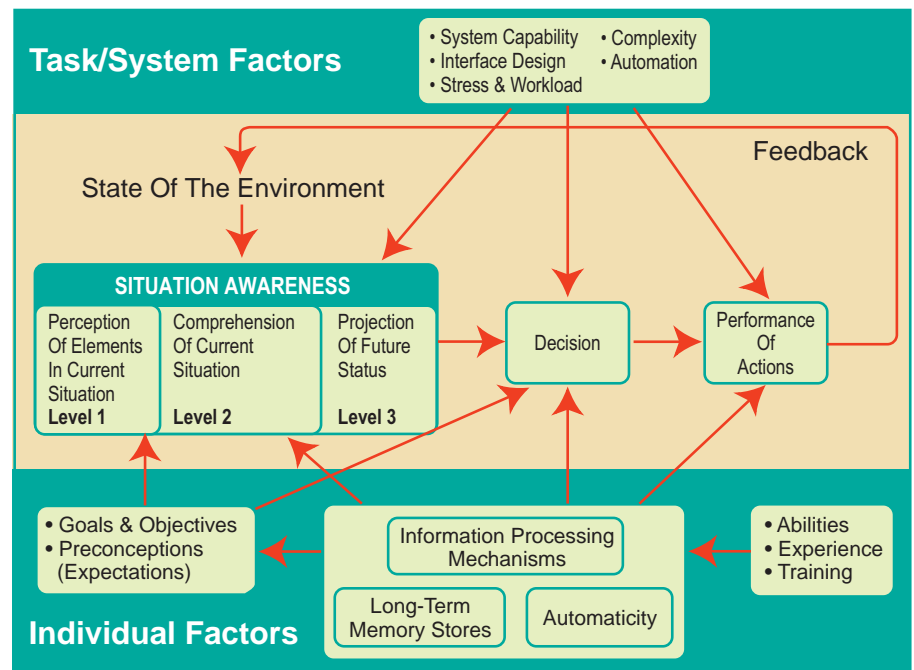 Task/System Factors
• System Capability
• Interface Design
• Stress & Workload
• Complexity
• Automation
Feedback
State Of The Environment
SITUATION AWARENESS
Perception
Of Elements
In Current
Situation
Level 1
Comprehension
Of Current
Situation
Level 2
Projection
Of Future
Status
Level 3
Decision
Performance
Of
Actions
• Goals & Objectives
• Preconceptions
(Expectations)
Information Processing
Mechanisms
Long-Term
Memory Stores
Automaticity
• Abilities
• Experience
• Training
Individual Factors